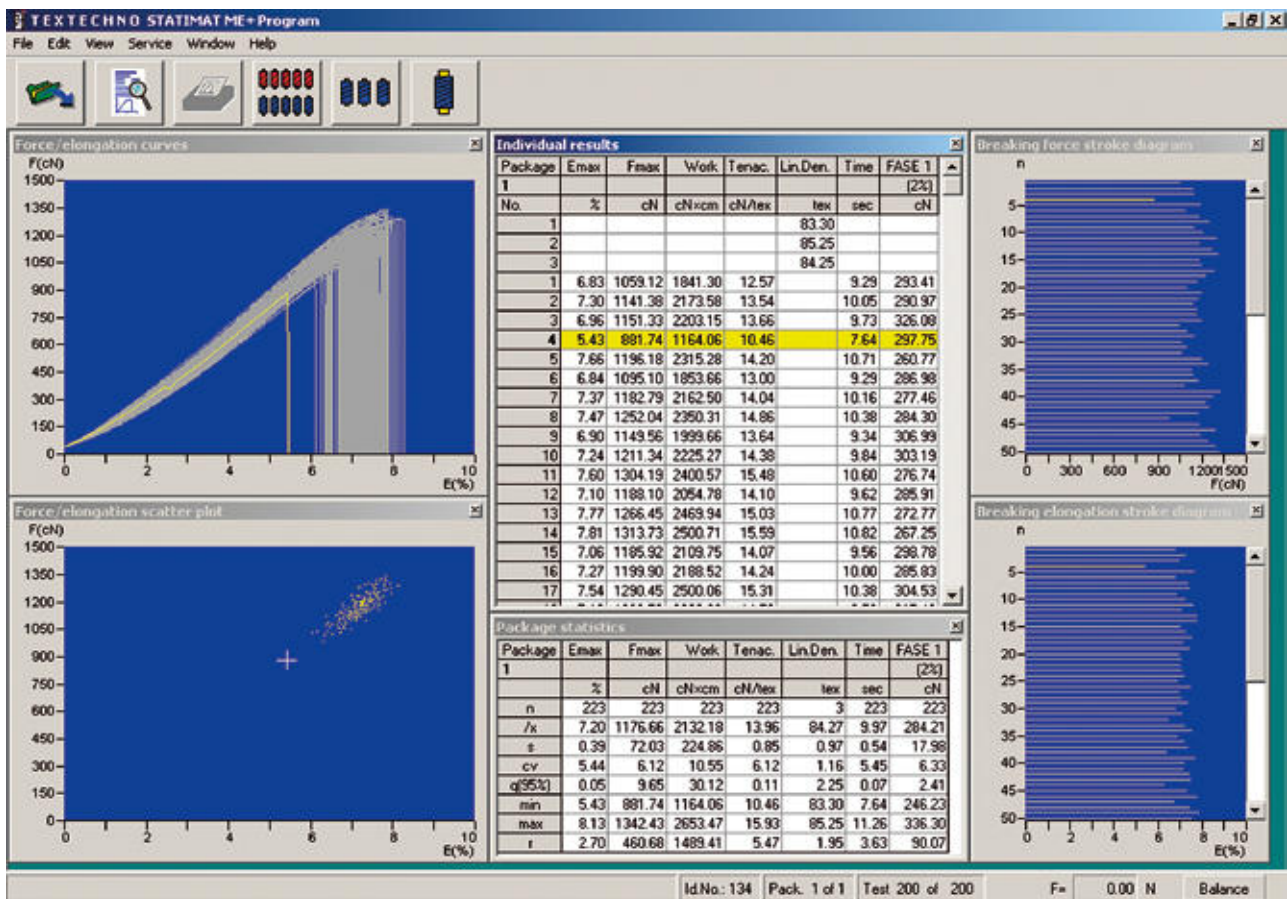 TEXTECHNO STATIMAT ME+ Program
File Edit View Service Window Help
Force/elongation curves
F(cN)
1500
1350
1200
1050
900
750
600
450
300
150
0
0 2 4 6 8 10
E(%)
Force/elongation scatter plot
F(cN)
1500
1350
1200
1050
900
750
600
450
300
150
0
0 2 4 6 8 10
E(%)
Individual results
Package Emax Fmax Work Tenac. Lin.Den. Time FASE 1
1 (2%)
No. % cN cN×cm cN/tex tex sec cN
1 83.30
2 85.25
3 84.25
1 6.83 1059.12 1841.30 12.57 9.29 293.41
2 7.30 1141.38 2173.58 13.54 10.05 290.97
3 6.96 1151.33 2203.15 13.66 9.73 326.08
4 5.43 881.74 1164.06 10.46 7.64 297.75
5 7.66 1196.18 2315.28 14.20 10.71 260.77
6 6.84 1095.10 1853.66 13.00 9.29 286.98
7 7.37 1182.79 2162.50 14.04 10.16 277.46
8 7.47 1252.04 2350.31 14.86 10.38 284.30
9 6.90 1149.56 1999.66 13.64 9.34 306.99
10 7.24 1211.34 2225.27 14.38 9.84 303.19
11 7.60 1304.19 2400.57 15.48 10.60 276.74
12 7.10 1188.10 2054.78 14.10 9.62 285.91
13 7.77 1266.45 2469.94 15.03 10.77 272.77
14 7.81 1313.73 2500.71 15.59 10.82 267.25
15 7.06 1185.92 2109.75 14.07 9.56 298.78
16 7.27 1199.90 2188.52 14.24 10.00 285.83
17 7.54 1290.45 2500.06 15.31 10.38 304.53
Package statistics
Package Emax Fmax Work Tenac. Lin.Den. Time FASE 1
1 (2%)
% cN cN×cm cN/tex tex sec cN
n 223 223 223 223 3 223 223
/x 7.20 1176.66 2132.18 13.96 84.27 9.97 284.21
s 0.39 72.03 224.86 0.85 0.97 0.54 17.98
cv 5.44 6.12 10.55 6.12 1.16 5.45 6.33
q(95%) 0.05 9.65 30.12 0.11 2.25 0.07 2.41
min 5.43 881.74 1164.06 10.46 83.30 7.64 246.23
max 8.13 1342.43 2653.47 15.93 85.25 11.26 336.30
r 2.70 460.68 1489.41 5.47 1.95 3.63 90.07
Breaking force stroke diagram
n
5
10
15
20
25
30
35
40
45
50
0 300 600 900 1200 1500
F(cN)
Breaking elongation stroke diagram
n
5
10
15
20
25
30
35
40
45
50
0 2 4 6 8 10
E(%)
Id.No.: 134 Pack. 1 of 1 Test 200 of 200 F= 0.00 N Balance